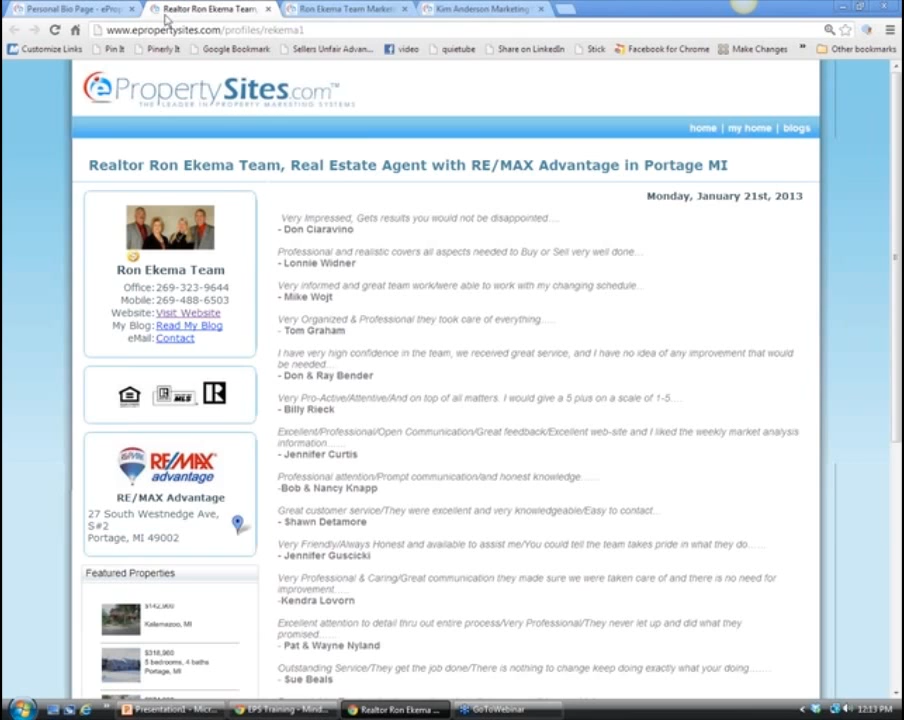 Personal Bio Page - eProp
Realtor Ron Ekema Team,
Ron Ekema Team Market
Kim Anderson Marketing
www.epropertysites.com/profiles/rekema1
Customize Links
Pin It
Pinerly It
Google Bookmark
Sellers Unfair Advan...
video
quietube
Share on LinkedIn
Stick
Facebook for Chrome
Make Changes
»
Other bookmarks
ePropertySites.com™
THE LEADER IN PROPERTY MARKETING SYSTEMS
home | my home | blogs
Realtor Ron Ekema Team, Real Estate Agent with RE/MAX Advantage in Portage MI
Ron Ekema Team
Office: 269-323-9644
Mobile: 269-488-6503
Website: Visit Website
My Blog: Read My Blog
eMail: Contact
MLS
RE/MAX
advantage
RE/MAX Advantage
27 South Westnedge Ave,
S#2
Portage, MI 49002
Featured Properties
$142,900
Kalamazoo, MI
$318,960
5 bedrooms, 4 baths
Portage, MI
Monday, January 21st, 2013
Very Impressed, Gets results you would not be disappointed....
- Don Ciaravino
Professional and realistic covers all aspects needed to Buy or Sell very well done...
- Lonnie Widner
Very informed and great team work/were able to work with my changing schedule...
- Mike Wojt
Very Organized & Professional they took care of everything.....
- Tom Graham
I have very high confidence in the team, we received great service, and I have no idea of any improvement that would
be needed....
- Don & Ray Bender
Very Pro-Active/Attentive/And on top of all matters. I would give a 5 plus on a scale of 1-5....
- Billy Rieck
Excellent/Professional/Open Communication/Great feedback/Excellent web-site and I liked the weekly market analysis
information......
- Jennifer Curtis
Professional attention/Prompt communication/and honest knowledge......
-Bob & Nancy Knapp
Great customer service/They were excellent and very knowledgeable/Easy to contact...
- Shawn Detamore
Very Friendly/Always Honest and available to assist me/You could tell the team takes pride in what they do......
- Jennifer Guscicki
Very Professional & Caring/Great communication they made sure we were taken care of and there is no need for
improvement.....
-Kendra Lovorn
Excellent attention to detail thru out entire process/Very Professional/They never let up and did what they
promised......
- Pat & Wayne Nyland
Outstanding Service/They get the job done/There is nothing to change keep doing exactly what your doing.......
- Sue Beals
Presentation1 - Micr...
EPS Training - Mind...
Realtor Ron Ekema ...
GoToWebinar
12:13 PM